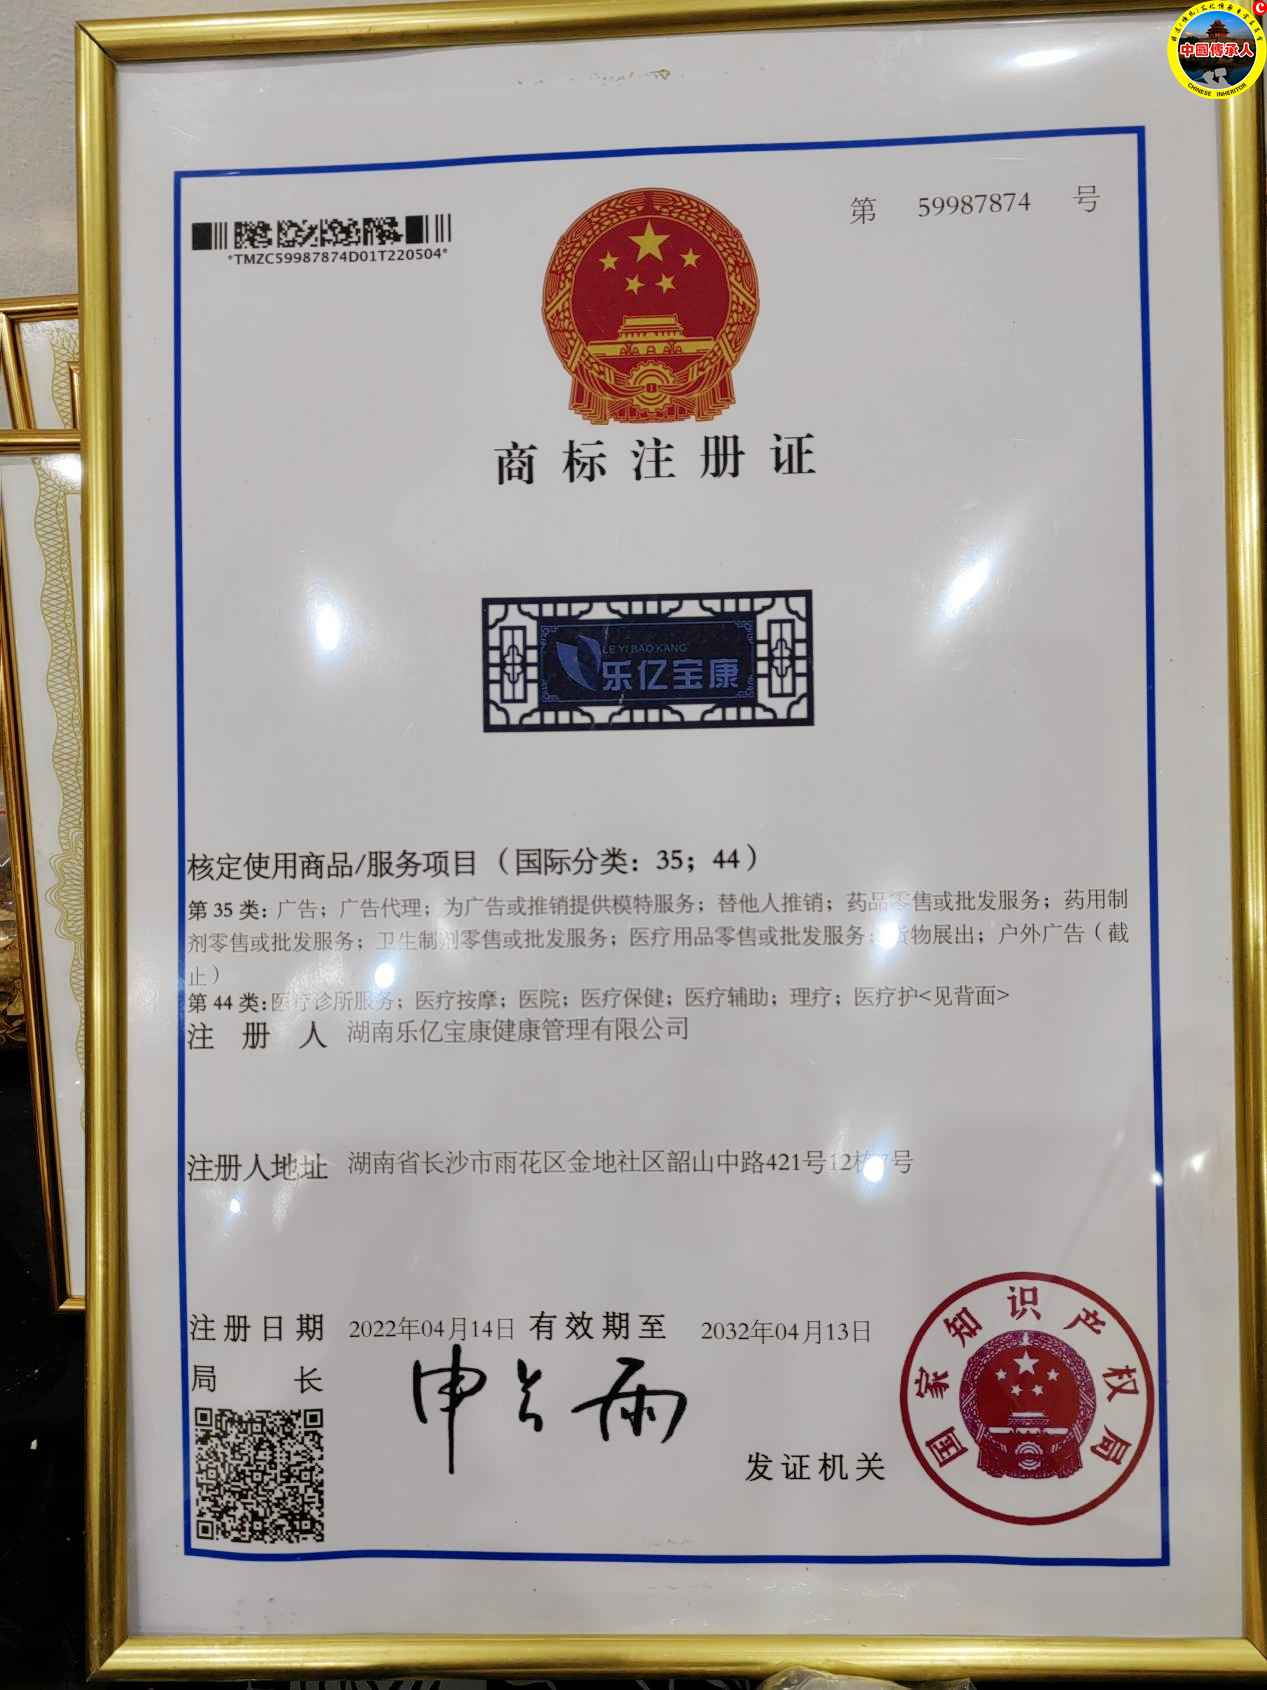 中國傳承人
CHINESE INHERITOR
第 59987874 号
*TMZC59987874D01T220504*
商标注册证
LE YI BAO KANG
乐亿宝康
核定使用商品/服务项目（国际分类：35；44）
第 35 类：广告；广告代理；为广告或推销提供模特服务；替他人推销；药品零售或批发服务；药用制
剂零售或批发服务；卫生制剂零售或批发服务；医疗用品零售或批发服务；货物展出；户外广告（截
止）
第 44 类：医疗诊所服务；医疗按摩；医院；医疗保健；医疗辅助；理疗；医疗护<见背面>
注 册 人 湖南乐亿宝康健康管理有限公司
注册人地址 湖南省长沙市雨花区金地社区韶山中路421号12栋 号
注册日期 2022年04月14日 有效期至 2032年04月13日
局 长 申长雨
发证机关
国家知识产权局